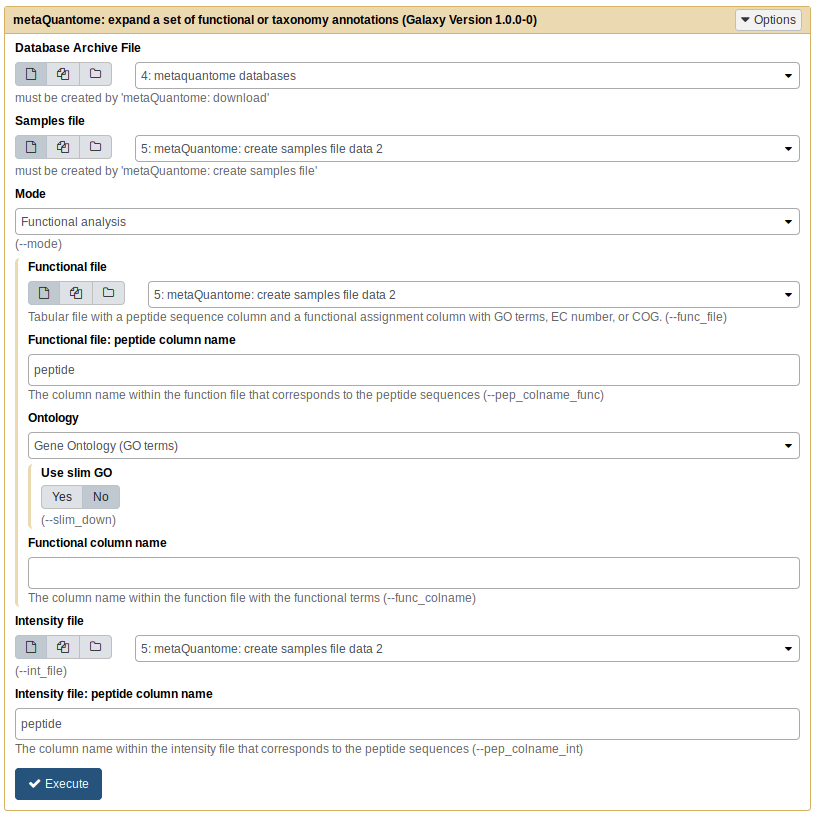 metaQuantome: expand a set of functional or taxonomy annotations (Galaxy Version 1.0.0-0)
Options
Database Archive File
4: metaquantome databases
must be created by 'metaQuantome: download'
Samples file
5: metaQuantome: create samples file data 2
must be created by 'metaQuantome: create samples file'
Mode
Functional analysis
(--mode)
Functional file
5: metaQuantome: create samples file data 2
Tabular file with a peptide sequence column and a functional assignment column with GO terms, EC number, or COG. (--func_file)
Functional file: peptide column name
peptide
The column name within the function file that corresponds to the peptide sequences (--pep_colname_func)
Ontology
Gene Ontology (GO terms)
Use slim GO
Yes No
(--slim_down)
Functional column name
The column name within the function file with the functional terms (--func_colname)
Intensity file
5: metaQuantome: create samples file data 2
(--int_file)
Intensity file: peptide column name
peptide
The column name within the intensity file that corresponds to the peptide sequences (--pep_colname_int)
Execute